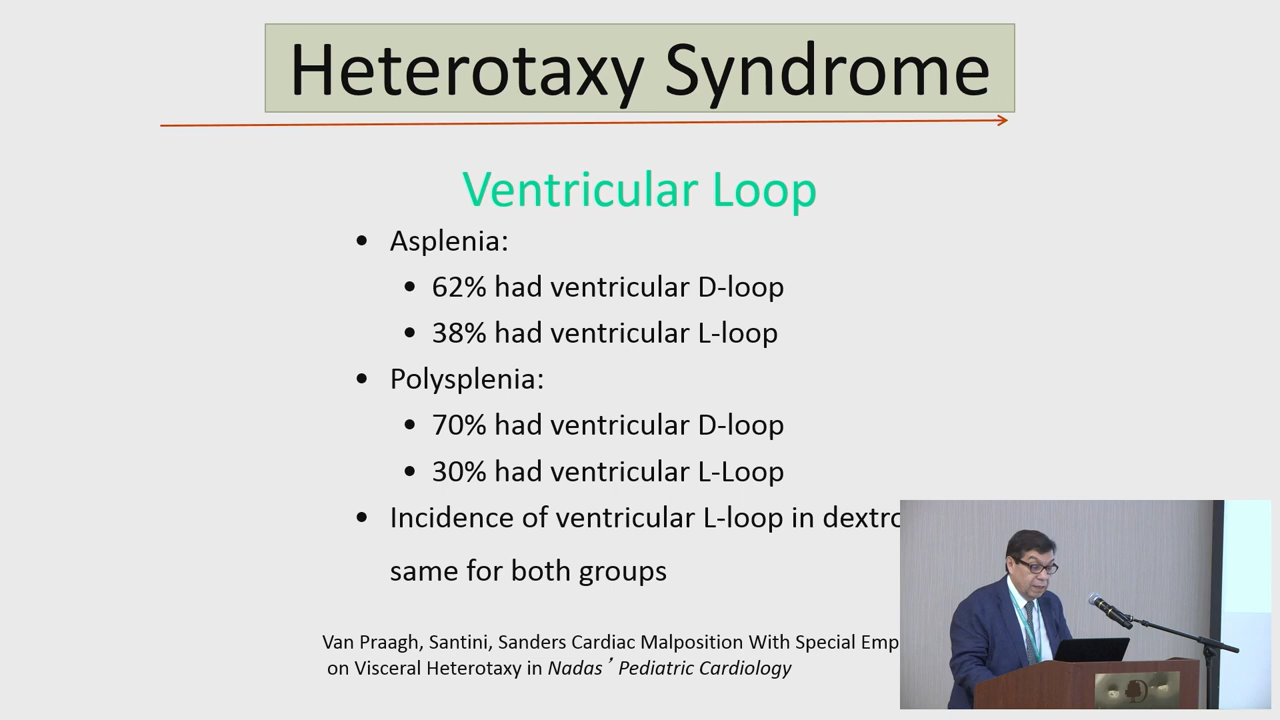 Heterotaxy Syndrome
Ventricular Loop
• Asplenia:
• 62% had ventricular D-loop
• 38% had ventricular L-loop
• Polysplenia:
• 70% had ventricular D-loop
• 30% had ventricular L-Loop
• Incidence of ventricular L-loop in
same for both groups
Van Praagh, Santini, Sanders Cardiac Malposition With Special
on Visceral Heterotaxy in Nadas’ Pediatric Cardiology